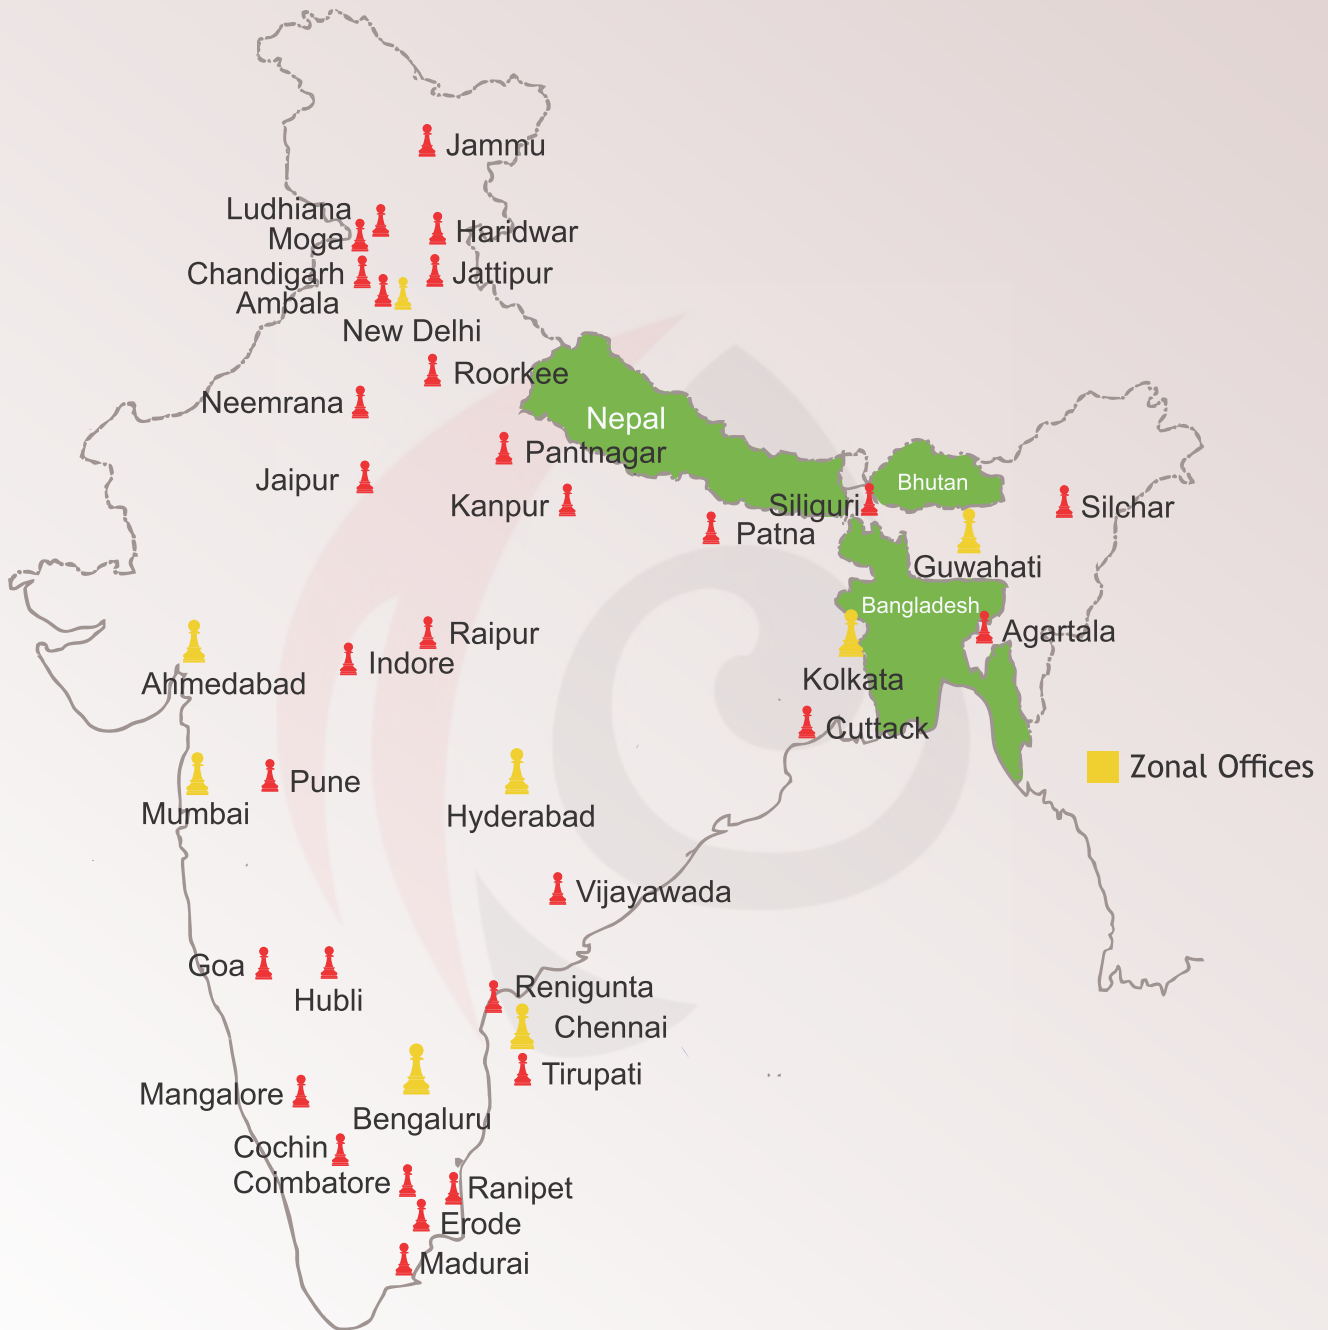 Jammu
Ludhiana
Moga
Haridwar
Chandigarh
Jattipur
Ambala
New Delhi
Roorkee
Neemrana
Nepal
Pantnagar
Jaipur
Kanpur
Siliguri
Bhutan
Silchar
Patna
Guwahati
Bangladesh
Raipur
Agartala
Indore
Ahmedabad
Kolkata
Cuttack
Zonal Offices
Pune
Mumbai
Hyderabad
Vijayawada
Goa
Hubli
Renigunta
Chennai
Tirupati
Mangalore
Bengaluru
Cochin
Coimbatore
Ranipet
Erode
Madurai